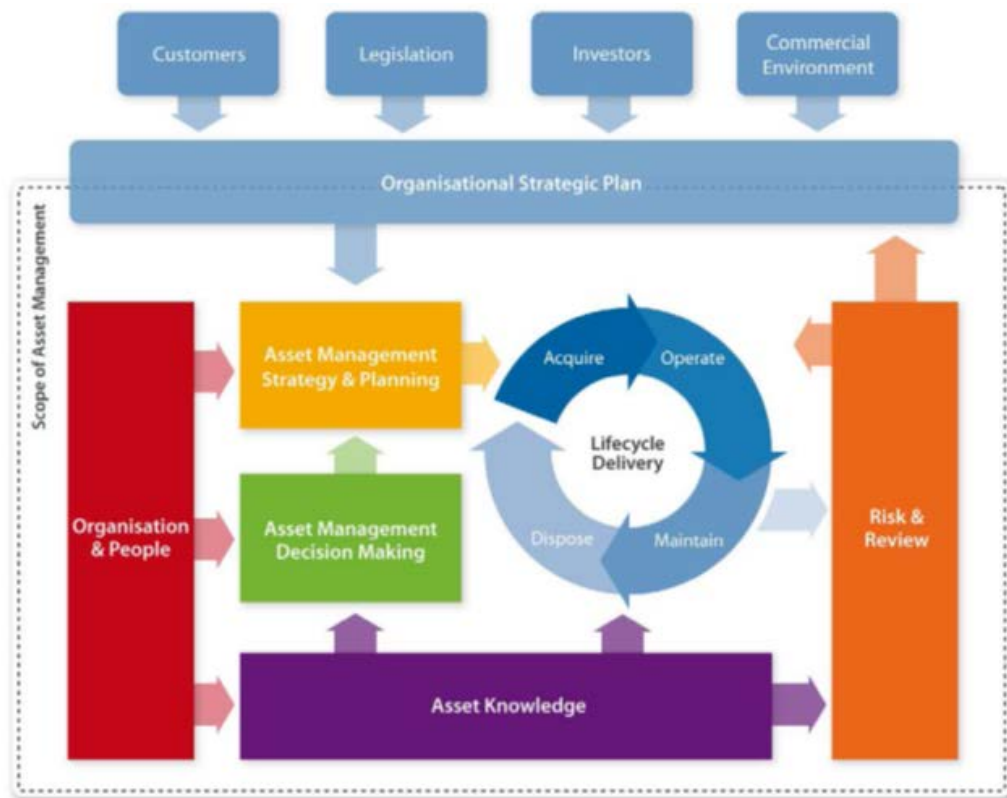 Customers
Legislation
Investors
Commercial
Environment
Organisational Strategic Plan
Scope of Asset Management
Organisation
& People
Asset Management
Strategy & Planning
Asset Management
Decision Making
Acquire
Operate
Lifecycle
Delivery
Dispose
Maintain
Risk &
Review
Asset Knowledge